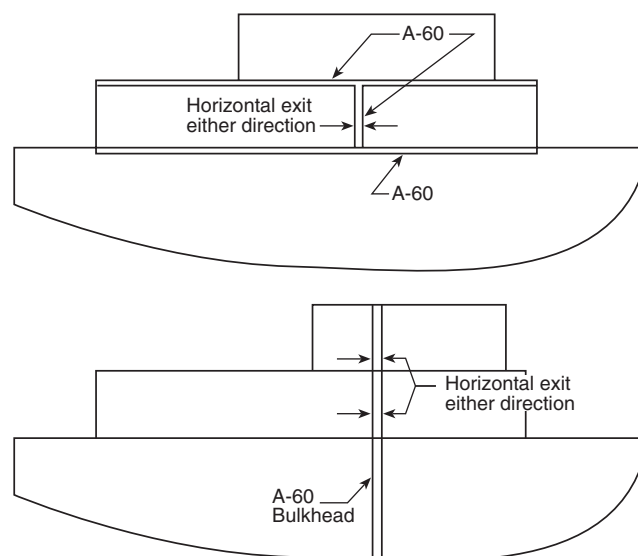 A-60
Horizontal exit
either direction
A-60
Horizontal exit
either direction
A-60
Bulkhead